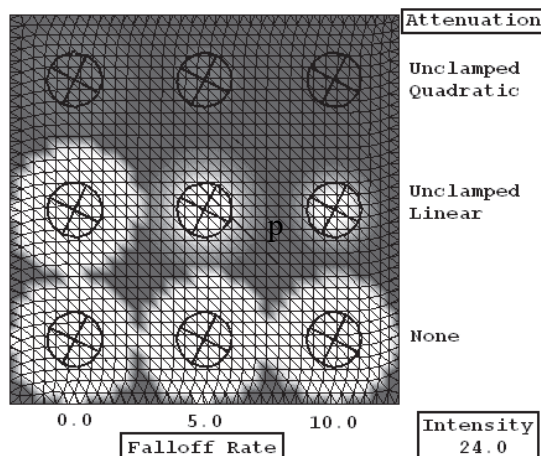 Attenuation
Unclamped
Quadratic
Unclamped
Linear
p
None
0.0 5.0 10.0
Falloff Rate
Intensity
24.0